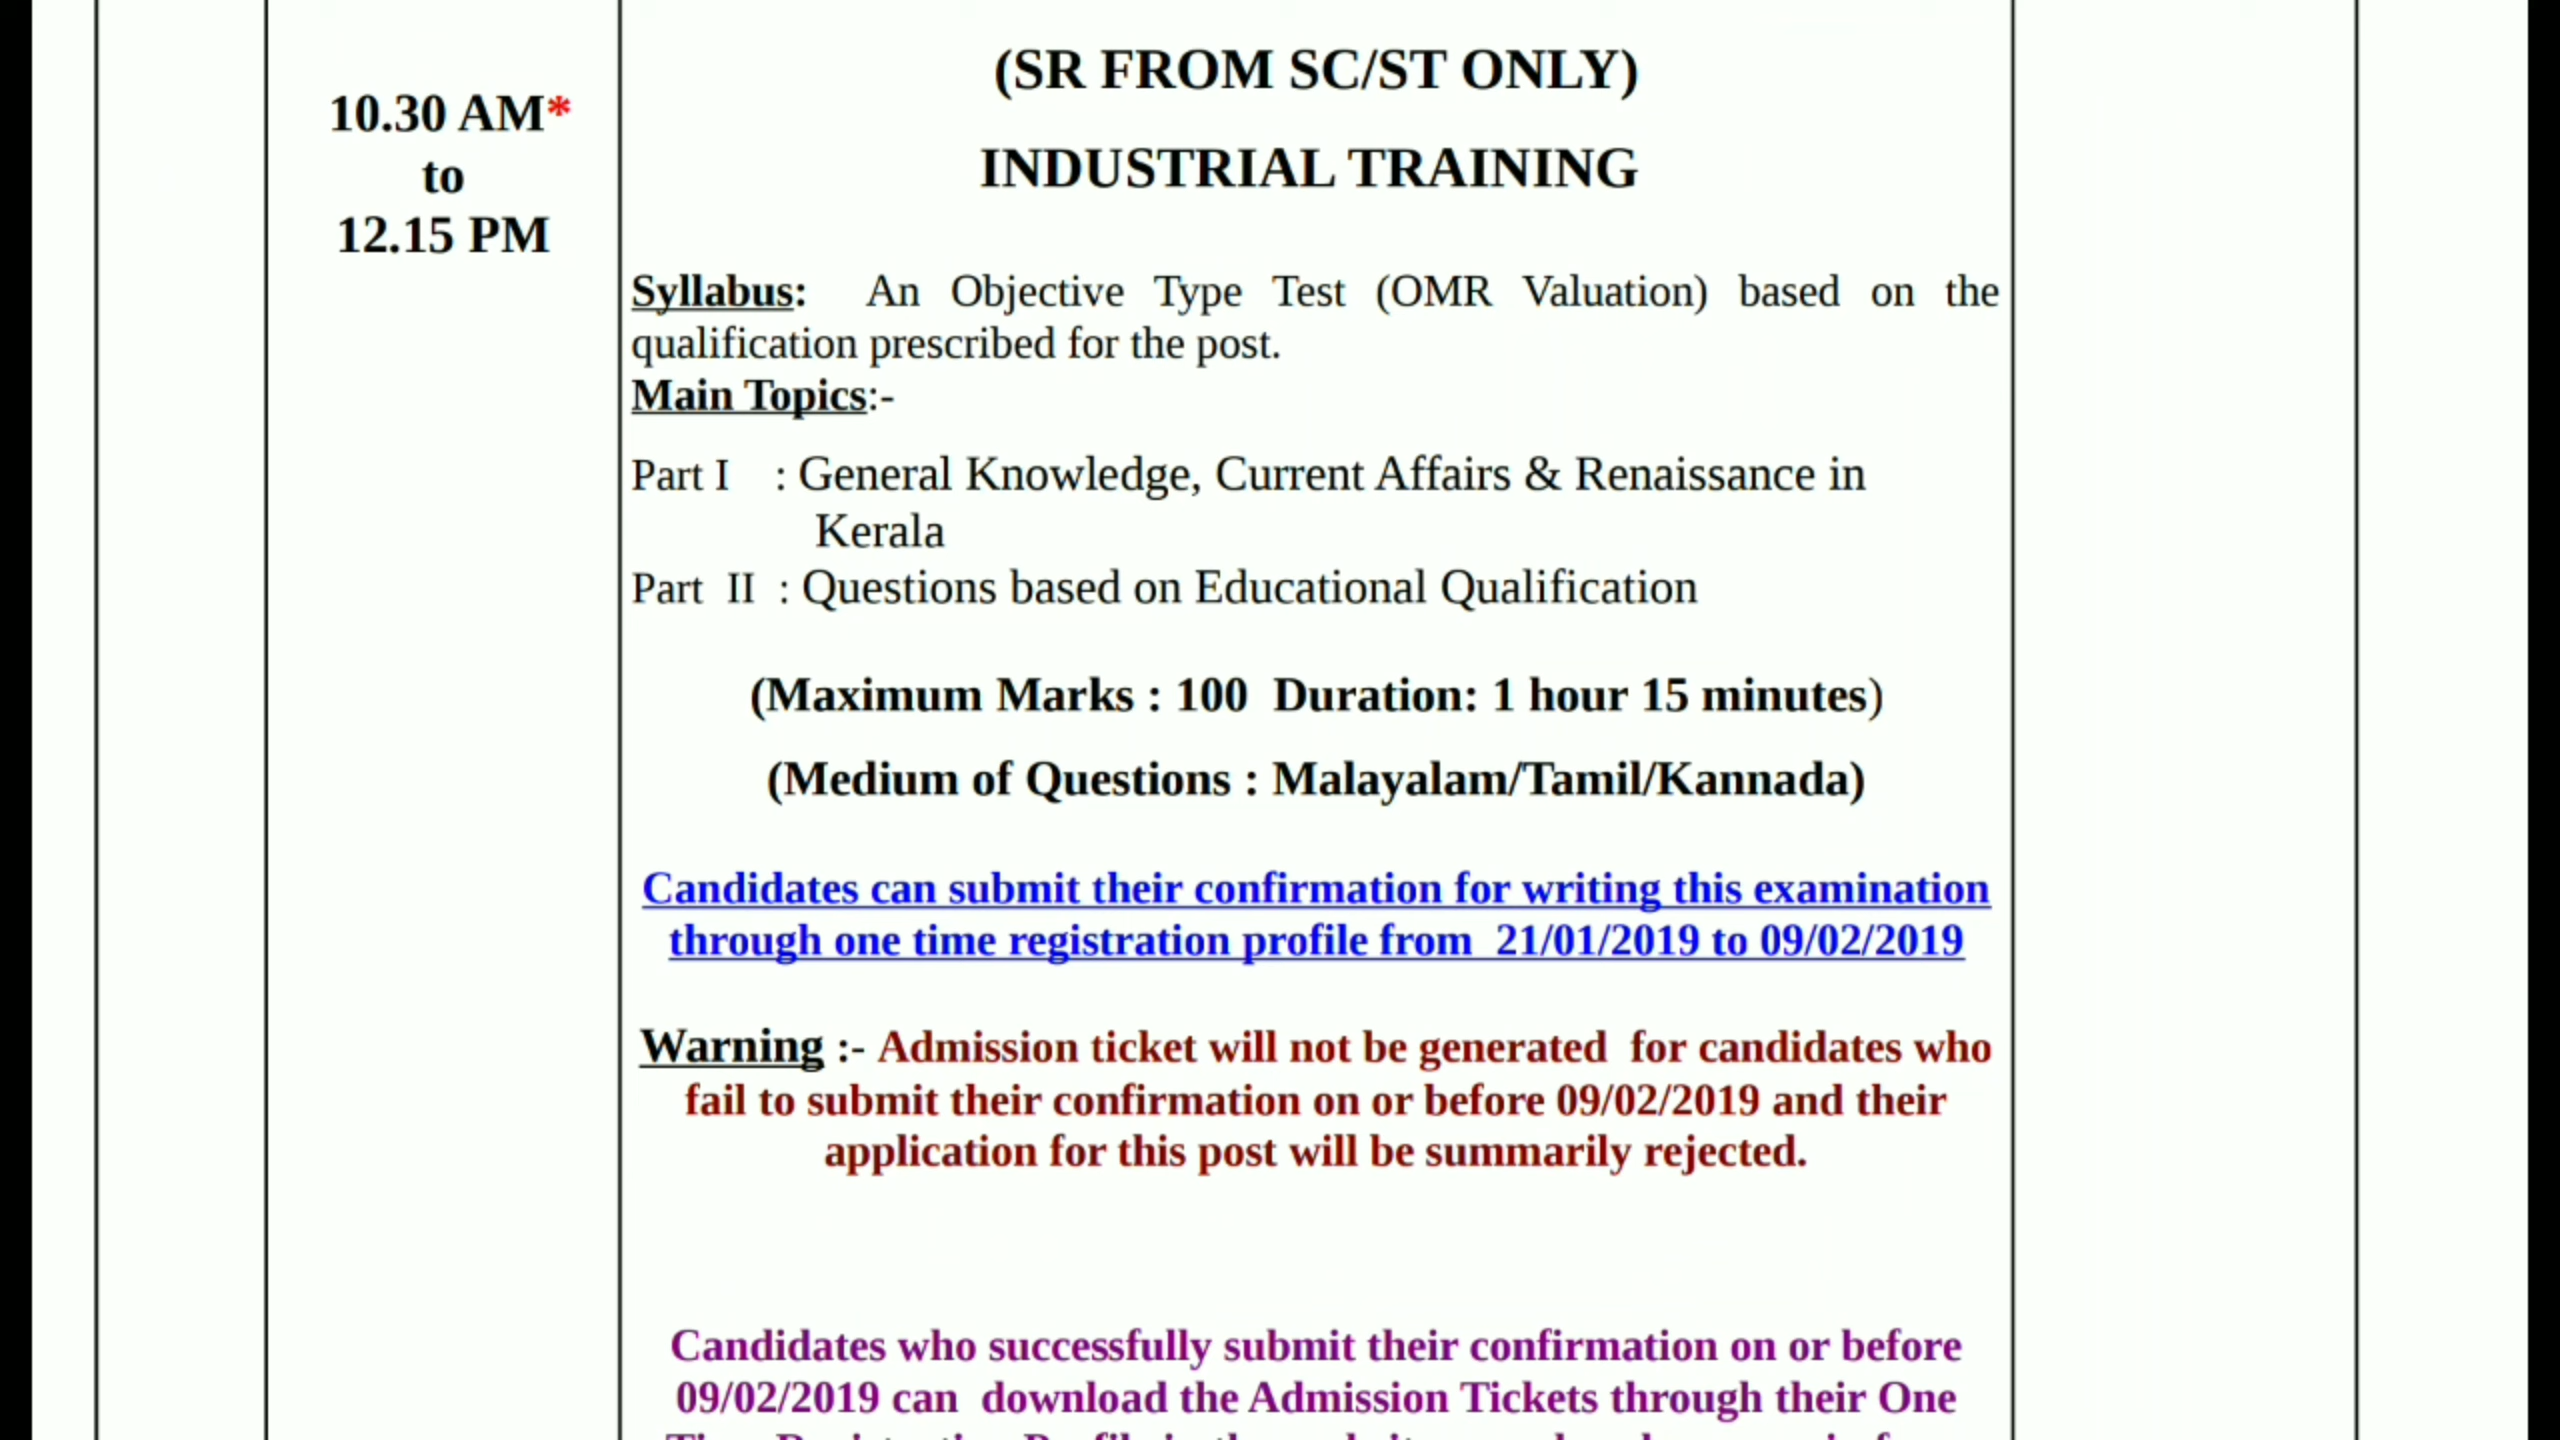 (SR FROM SC/ST ONLY)
10.30 AM*
to
12.15 PM
INDUSTRIAL TRAINING
Syllabus: An Objective Type Test (OMR Valuation) based on the
qualification prescribed for the post.
Main Topics:-
Part I : General Knowledge, Current Affairs & Renaissance in
Kerala
Part II : Questions based on Educational Qualification
(Maximum Marks : 100 Duration: 1 hour 15 minutes)
(Medium of Questions : Malayalam/Tamil/Kannada)
Candidates can submit their confirmation for writing this examination
through one time registration profile from 21/01/2019 to 09/02/2019
Warning :- Admission ticket will not be generated for candidates who
fail to submit their confirmation on or before 09/02/2019 and their
application for this post will be summarily rejected.
Candidates who successfully submit their confirmation on or before
09/02/2019 can download the Admission Tickets through their One